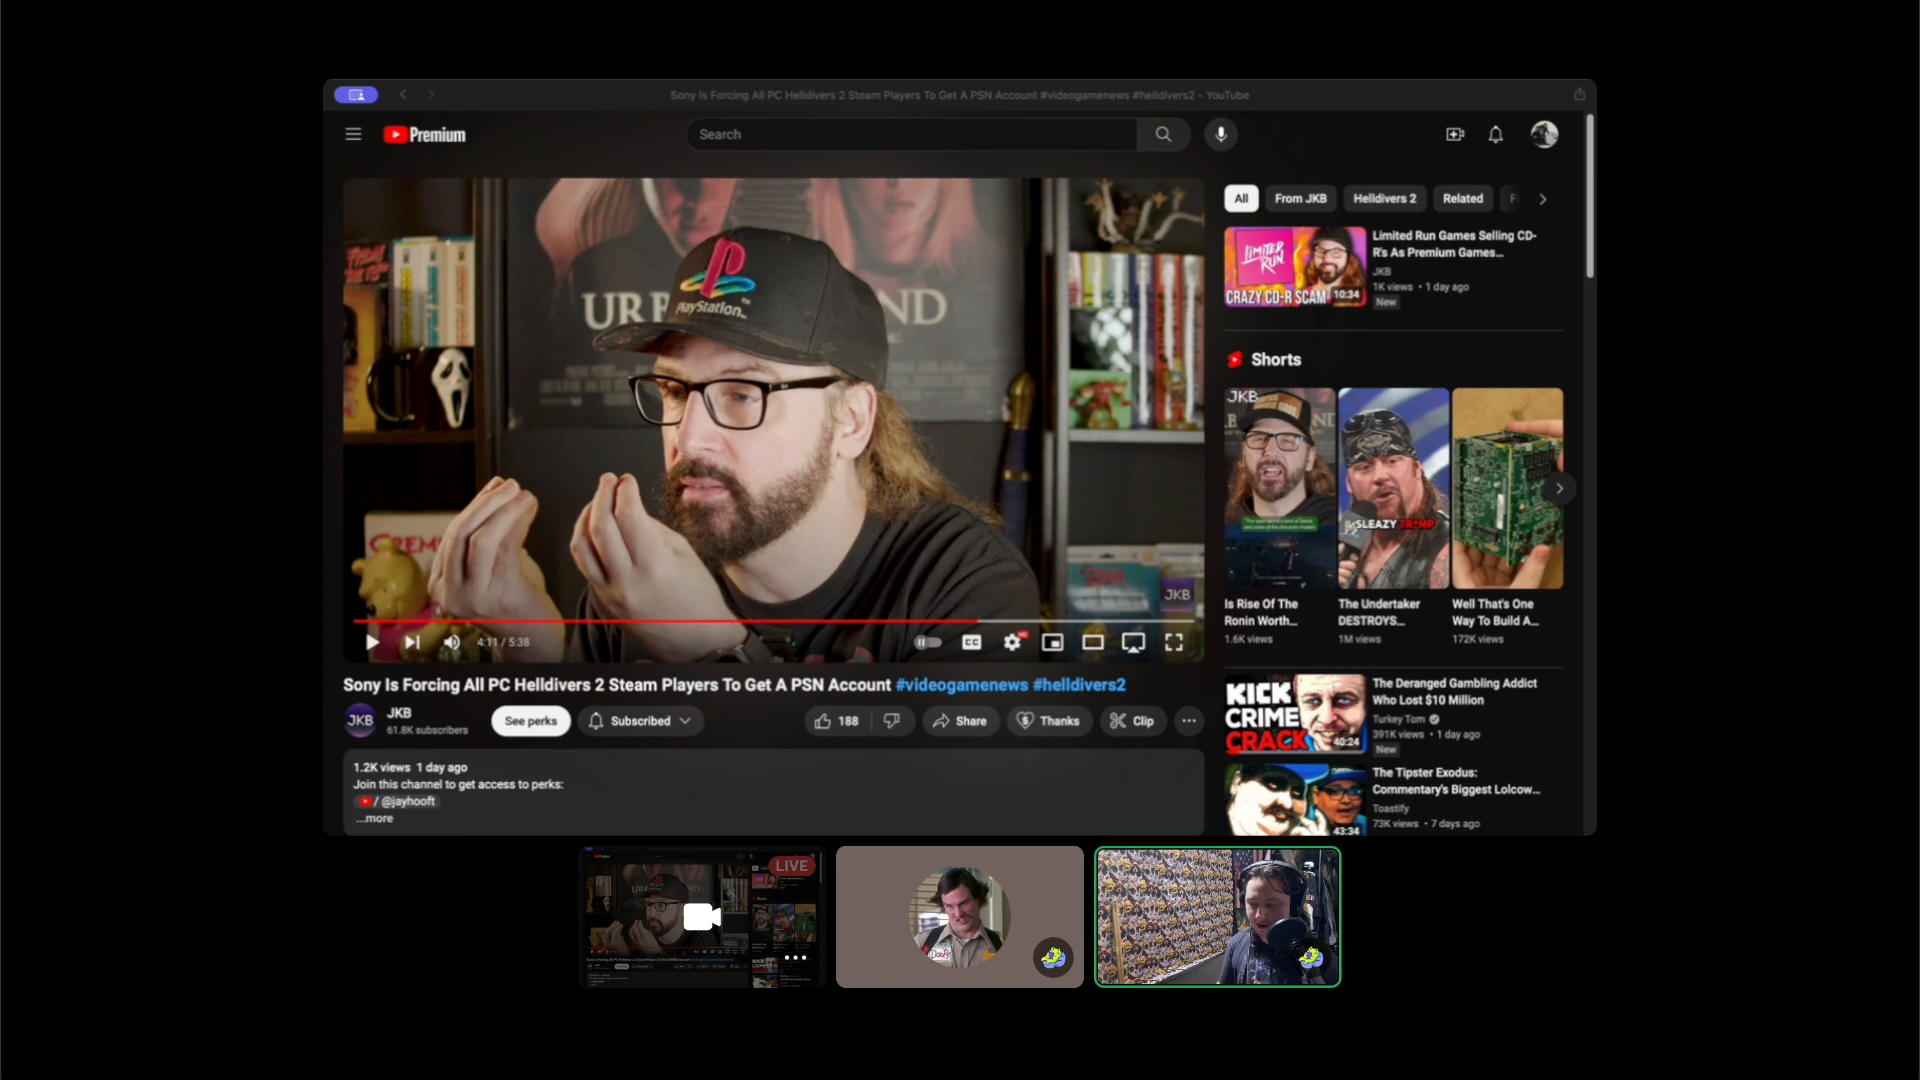 Sony Is Forcing All PC Helldivers 2 Steam Players To Get A PSN Account #videogamenews #helldivers2 - YouTube
Premium
Search
PlayStation
JKB
4:11 / 5:38
CC
HD
Sony Is Forcing All PC Helldivers 2 Steam Players To Get A PSN Account #videogamenews #helldivers2
JKB
JKB
61.8K subscribers
See perks
Subscribed
188
Share
Thanks
Clip
1.2K views 1 day ago
Join this channel to get access to perks:
/ @jayhooft
...more
All
From JKB
Helldivers 2
Related
LIMITED RUN
CRAZY CD-R SCAM
10:34
Limited Run Games Selling CD-
R's As Premium Games...
JKB
1K views • 1 day ago
New
Shorts
JKB
SLEAZY TR*MP
Is Rise Of The
Ronin Worth...
1.6K views
The Undertaker
DESTROYS...
1M views
Well That's One
Way To Build A...
172K views
KICK
CRIME
CRACK
40:24
The Deranged Gambling Addict
Who Lost $10 Million
Turkey Tom
391K views • 1 day ago
New
43:34
The Tipster Exodus:
Commentary's Biggest Lolcow...
Toastify
73K views • 7 days ago
LIVE